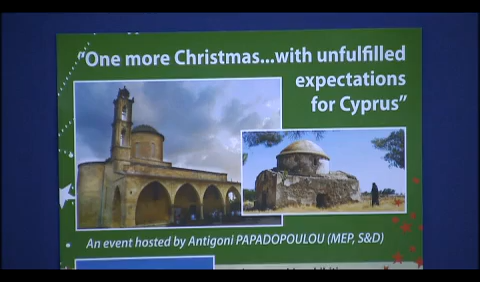 "One more Christmas...with unfulfilled
expectations
for Cyprus"
An event hosted by Antigoni PAPADOPOULOU (MEP, S&D)